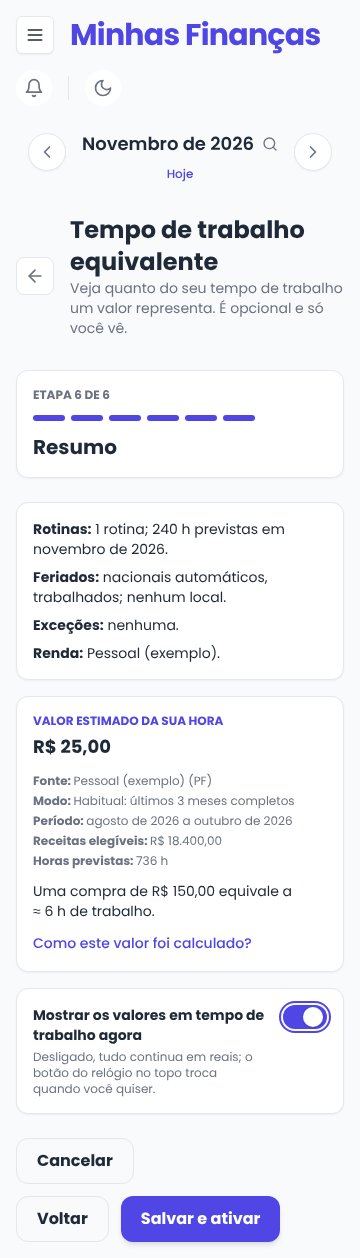 Minhas Finanças
Novembro de 2026
Hoje
Tempo de trabalho
equivalente
Veja quanto do seu tempo de trabalho
um valor representa. É opcional e só
você vê.
ETAPA 6 DE 6
Resumo
Rotinas: 1 rotina; 240 h previstas em
novembro de 2026.
Feriados: nacionais automáticos,
trabalhados; nenhum local.
Exceções: nenhuma.
Renda: Pessoal (exemplo).
VALOR ESTIMADO DA SUA HORA
R$ 25,00
Fonte: Pessoal (exemplo) (PF)
Modo: Habitual: últimos 3 meses completos
Período: agosto de 2026 a outubro de 2026
Receitas elegíveis: R$ 18.400,00
Horas previstas: 736 h
Uma compra de R$ 150,00 equivale a
≈ 6 h de trabalho.
Como este valor foi calculado?
Mostrar os valores em tempo de
trabalho agora
Desligado, tudo continua em reais; o
botão do relógio no topo troca
quando você quiser.
Cancelar
Voltar
Salvar e ativar